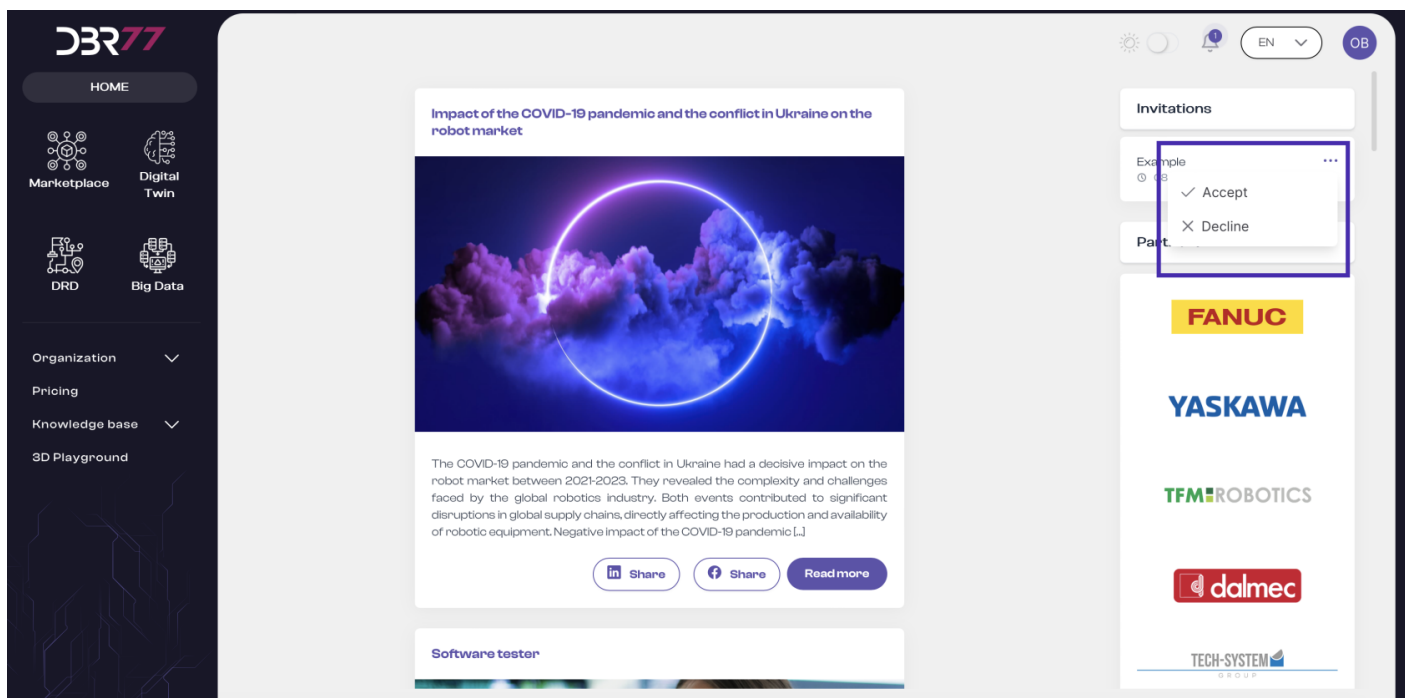 DBR77
HOME
Marketplace
Digital
Twin
DRD
Big Data
Organization
Pricing
Knowledge base
3D Playground
1
EN
OB
Impact of the COVID-19 pandemic and the conflict in Ukraine on the
robot market
The COVID-19 pandemic and the conflict in Ukraine had a decisive impact on the
robot market between 2021-2023. They revealed the complexity and challenges
faced by the global robotics industry. Both events contributed to significant
disruptions in global supply chains, directly affecting the production and availability
of robotic equipment. Negative impact of the COVID-19 pandemic [...]
in Share
Share
Read more
Software tester
Invitations
Example
08
Accept
Decline
FANUC
YASKAWA
TFM ROBOTICS
dalmec
TECH-SYSTEM
GROUP